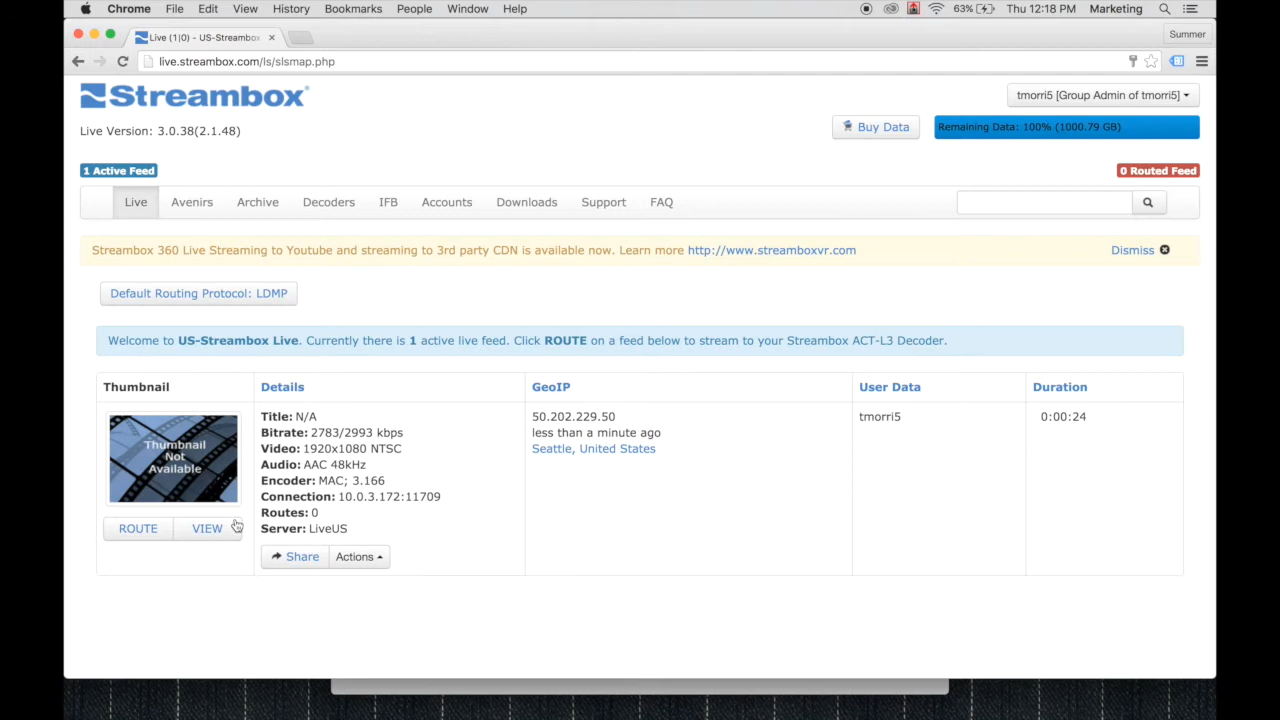 Chrome File Edit View History Bookmarks People Window Help 63% Thu 12:18 PM Marketing
Live (1|0) - US-Streambox Summer
live.streambox.com/ls/slsmap.php
Streambox
tmorri5 [Group Admin of tmorri5]
Live Version: 3.0.38(2.1.48)
Buy Data
Remaining Data: 100% (1000.79 GB)
1 Active Feed
0 Routed Feed
Live Avenirs Archive Decoders IFB Accounts Downloads Support FAQ
Streambox 360 Live Streaming to Youtube and streaming to 3rd party CDN is available now. Learn more http://www.streamboxvr.com Dismiss
Default Routing Protocol: LDMP
Welcome to US-Streambox Live. Currently there is 1 active live feed. Click ROUTE on a feed below to stream to your Streambox ACT-L3 Decoder.
Thumbnail Details GeoIP User Data Duration
Thumbnail
Not
Available
ROUTE VIEW
Title: N/A
Bitrate: 2783/2993 kbps
Video: 1920x1080 NTSC
Audio: AAC 48kHz
Encoder: MAC; 3.166
Connection: 10.0.3.172:11709
Routes: 0
Server: LiveUS
Share Actions
50.202.229.50
less than a minute ago
Seattle, United States
tmorri5
0:00:24